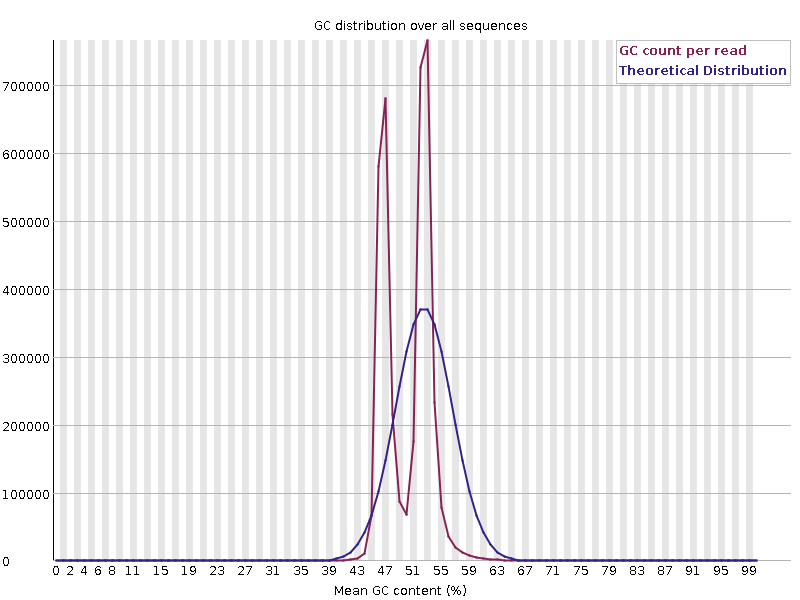 GC distribution over all sequences
GC count per read
Theoretical Distribution
700000
600000
500000
400000
300000
200000
100000
0
0 2 4 6 8 11 15 19 23 27 31 35 39 43 47 51 55 59 63 67 71 75 79 83 87 91 95 99
Mean GC content (%)